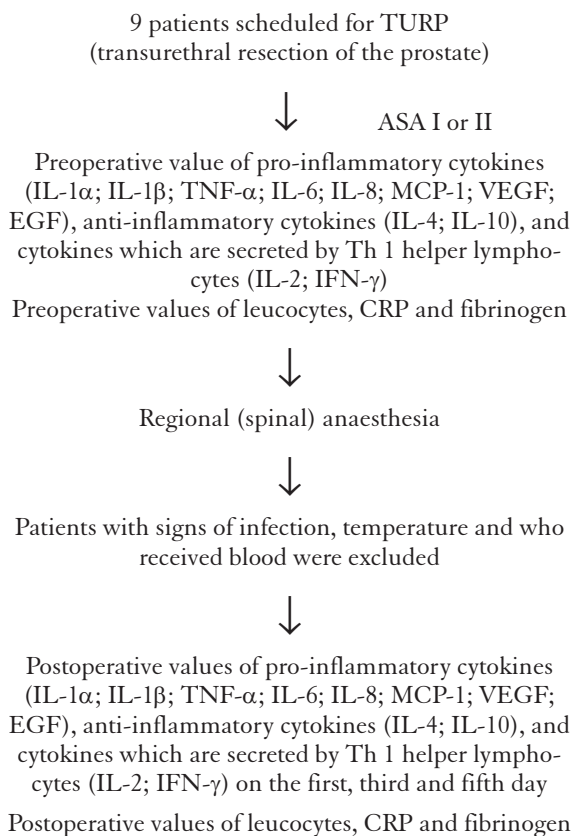 9 patients scheduled for TURP
(transurethral resection of the prostate)
ASA I or II
Preoperative value of pro-inflammatory cytokines
(IL-1α; IL-1β; TNF-α; IL-6; IL-8; MCP-1; VEGF;
EGF), anti-inflammatory cytokines (IL-4; IL-10), and
cytokines which are secreted by Th 1 helper lympho-
cytes (IL-2; IFN-γ)
Preoperative values of leucocytes, CRP and fibrinogen
Regional (spinal) anaesthesia
Patients with signs of infection, temperature and who
received blood were excluded
Postoperative values of pro-inflammatory cytokines
(IL-1α; IL-1β; TNF-α; IL-6; IL-8; MCP-1; VEGF;
EGF), anti-inflammatory cytokines (IL-4; IL-10), and
cytokines which are secreted by Th 1 helper lympho-
cytes (IL-2; IFN-γ) on the first, third and fifth day
Postoperative values of leucocytes, CRP and fibrinogen